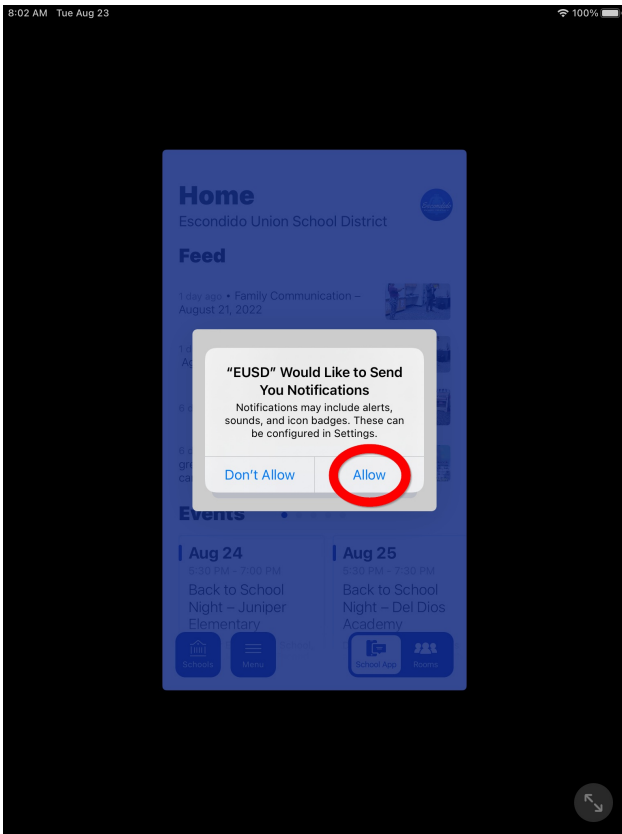 8:02 AM Tue Aug 23
100%
Home
Escondido Union School District
Feed
1 day ago • Family Communication –
August 21, 2022
“EUSD” Would Like to Send
You Notifications
Notifications may include alerts,
sounds, and icon badges. These can
be configured in Settings.
Don’t Allow
Allow
Events
Aug 24
5:30 PM – 7:00 PM
Back to School
Night – Juniper
Elementary
Aug 25
5:30 PM – 7:30 PM
Back to School
Night – Del Dios
Academy
Schools
Menu
School App
Rooms